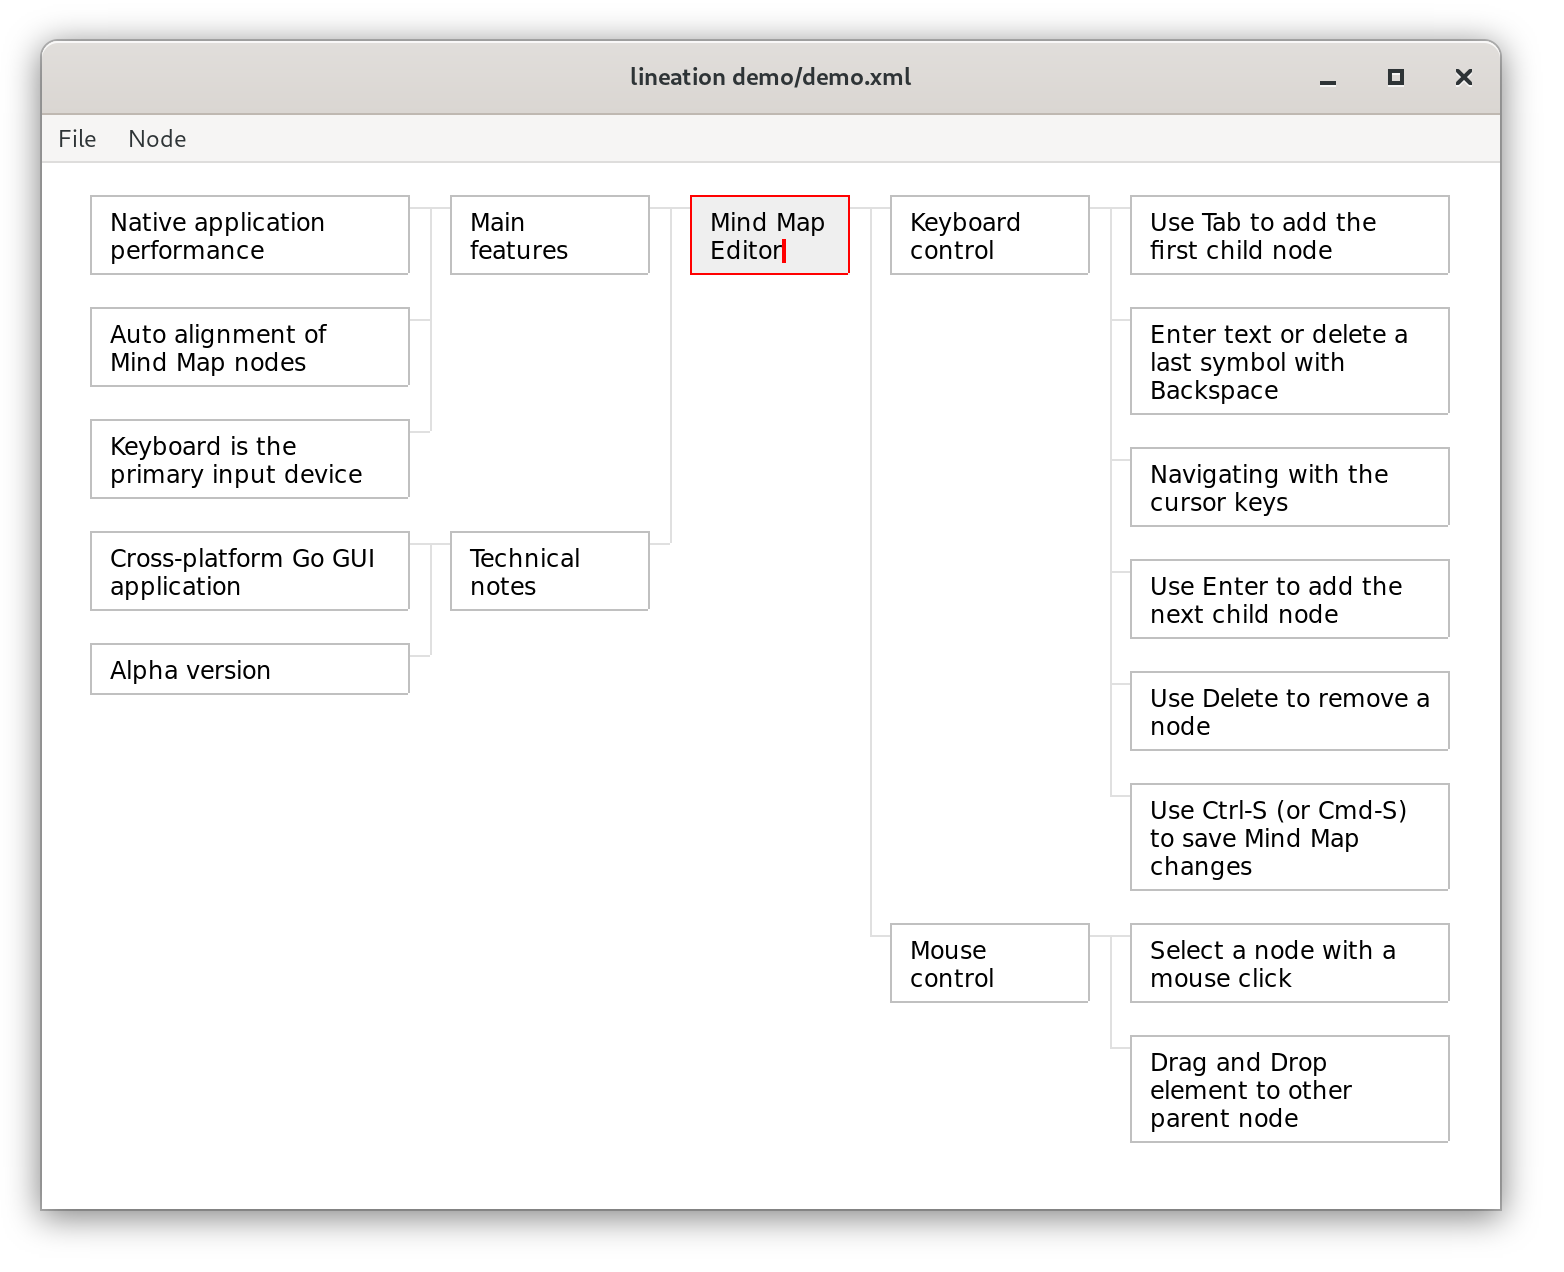 lineation demo/demo.xml
File
Node
Native application
performance
Auto alignment of
Mind Map nodes
Keyboard is the
primary input device
Cross-platform Go GUI
application
Alpha version
Main
features
Technical
notes
Mind Map
Editor
Keyboard
control
Mouse
control
Use Tab to add the
first child node
Enter text or delete a
last symbol with
Backspace
Navigating with the
cursor keys
Use Enter to add the
next child node
Use Delete to remove a
node
Use Ctrl-S (or Cmd-S)
to save Mind Map
changes
Select a node with a
mouse click
Drag and Drop
element to other
parent node